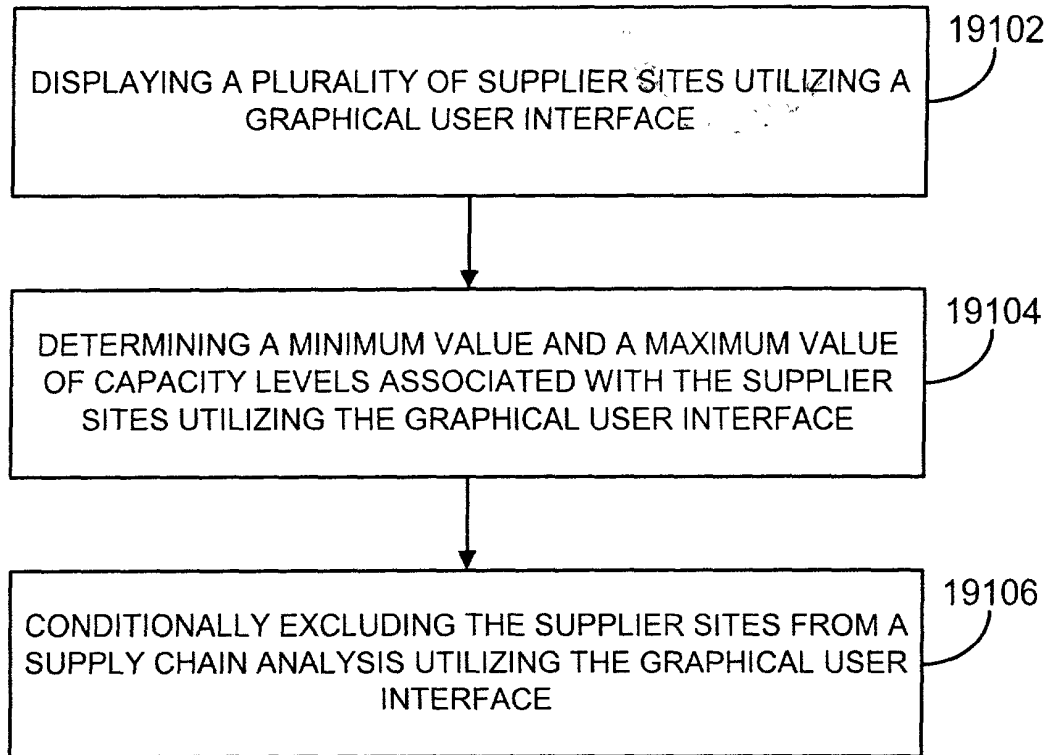 19102
DISPLAYING A PLURALITY OF SUPPLIER SITES UTILIZING A
GRAPHICAL USER INTERFACE
19104
DETERMINING A MINIMUM VALUE AND A MAXIMUM VALUE
OF CAPACITY LEVELS ASSOCIATED WITH THE SUPPLIER
SITES UTILIZING THE GRAPHICAL USER INTERFACE
19106
CONDITIONALLY EXCLUDING THE SUPPLIER SITES FROM A
SUPPLY CHAIN ANALYSIS UTILIZING THE GRAPHICAL USER
INTERFACE